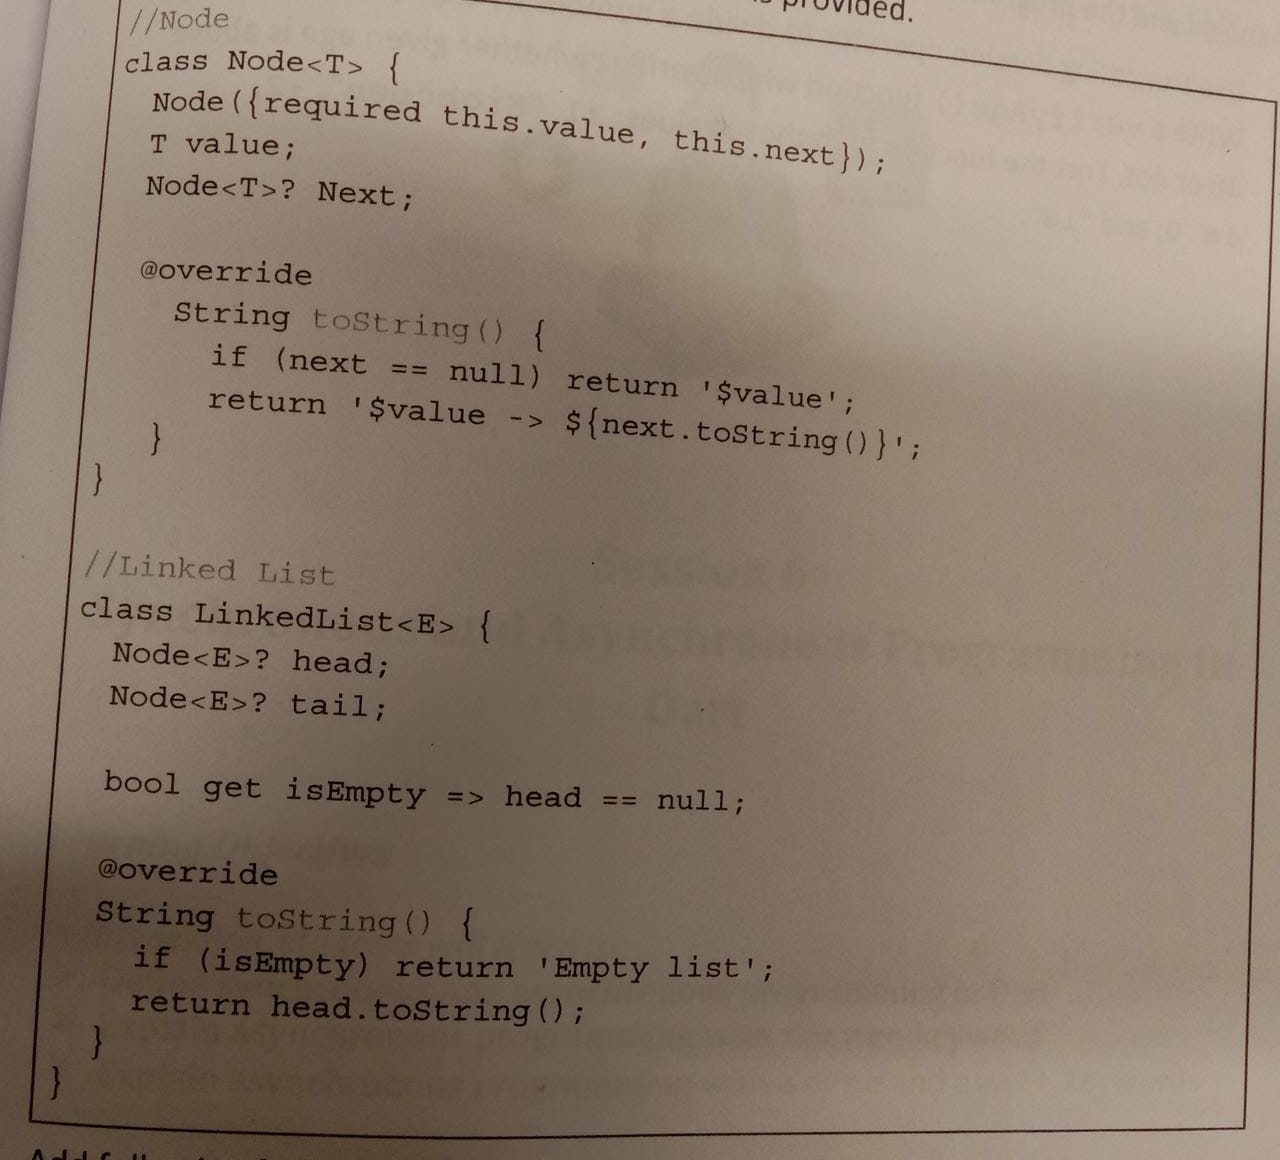 provided.
//Node
class Node<T> {
Node({required this.value, this.next});
T value;
Node<T>? Next;
@override
String toString() {
if (next == null) return '$value';
return '$value -> ${next.toString()}';
}
}
//Linked List
class LinkedList<E> {
Node<E>? head;
Node<E>? tail;
bool get isEmpty => head == null;
@override
String toString() {
if (isEmpty) return 'Empty list';
return head.toString();
}
}